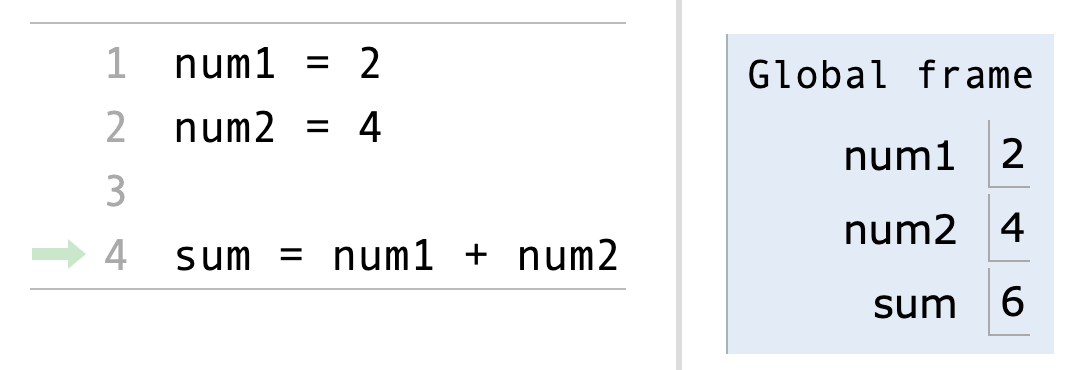 1 num1 = 2
2 num2 = 4
3
4 sum = num1 + num2
Global frame
num1 2
num2 4
sum 6